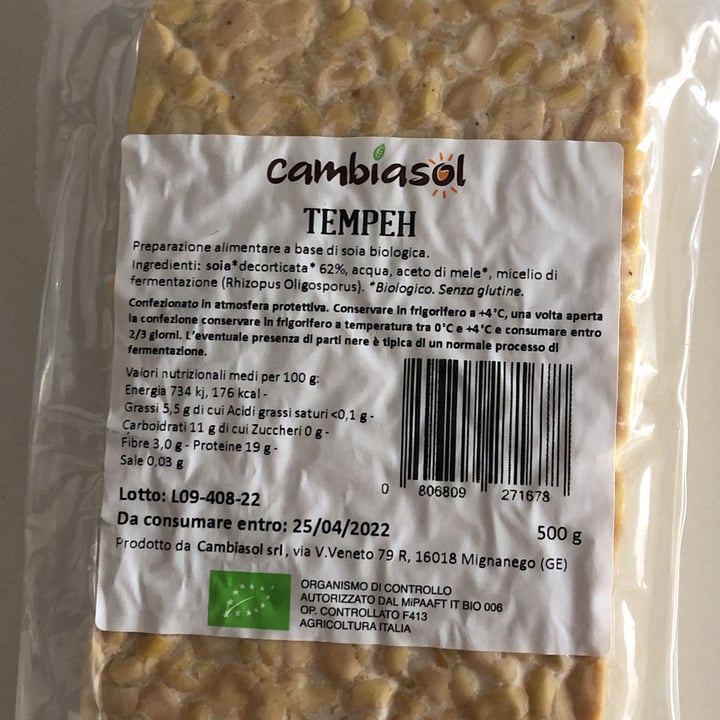 cambiasol
TEMPEH
Preparazione alimentare a base di soia biologica.
Ingredienti: soia*decorticata* 62%, acqua, aceto di mele*, micelio di
fermentazione (Rhizopus Oligosporus). *Biologico. Senza glutine.
Confezionato in atmosfera protettiva. Conservare in frigorifero a +4°C, una volta aperta
la confezione conservare in frigorifero a temperatura tra 0°C e +4°C e consumare entro
2/3 giorni. L'eventuale presenza di parti nere è tipica di un normale processo di
fermentazione.
Valori nutrizionali medi per 100 g:
Energia 734 kj, 176 kcal -
Grassi 5,5 g di cui Acidi grassi saturi <0,1 g -
Carboidrati 11 g di cui Zuccheri 0 g -
Fibre 3,0 g - Proteine 19 g -
Sale 0,03 g
0 806809 271678
Lotto: L09-408-22
Da consumare entro: 25/04/2022
500 g
Prodotto da Cambiasol srl, via V.Veneto 79 R, 16018 Mignanego (GE)
ORGANISMO DI CONTROLLO
AUTORIZZATO DAL MiPAAFT IT BIO 006
OP. CONTROLLATO F413
AGRICOLTURA ITALIA